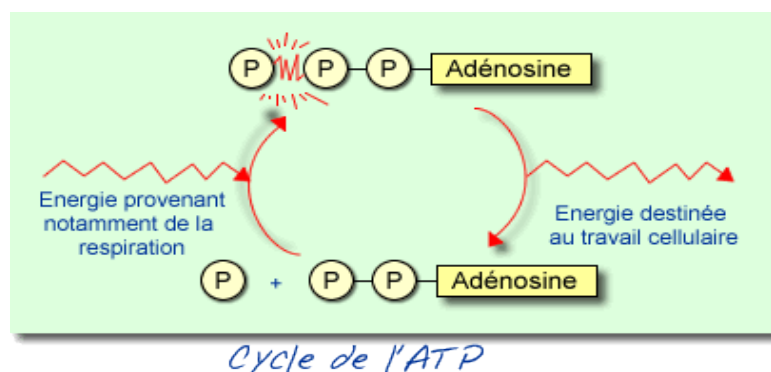 P P P Adénosine
Energie provenant
notamment de la
respiration
Energie destinée
au travail cellulaire
P + P P Adénosine
Cycle de l'ATP